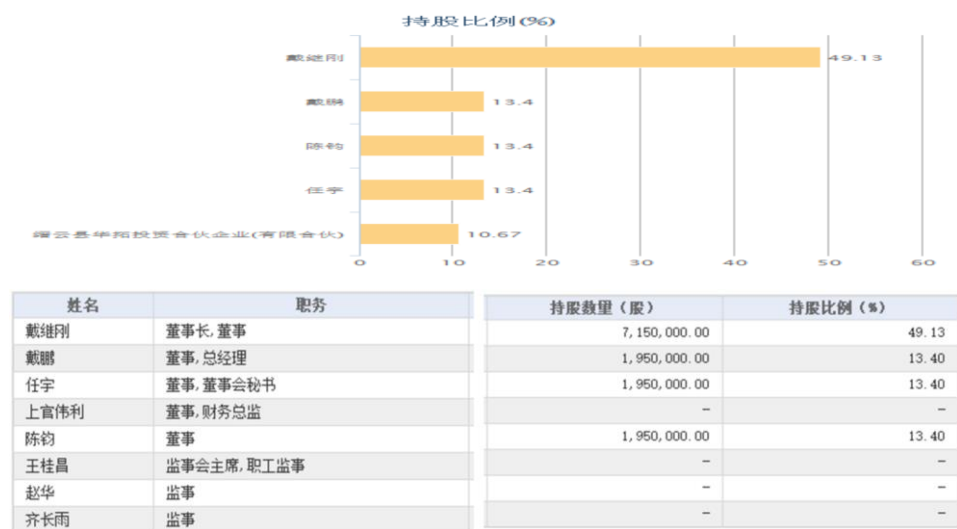 持股比例(%)
戴继刚 49.13
戴鹏 13.4
陈钧 13.4
任宇 13.4
缙云县华拓投资合伙企业(有限合伙) 10.67
0 10 20 30 40 50 60
姓名 职务 持股数量（股） 持股比例（%）
戴继刚 董事长,董事 7,150,000.00 49.13
戴鹏 董事,总经理 1,950,000.00 13.40
任宇 董事,董事会秘书 1,950,000.00 13.40
上官伟利 董事,财务总监 – –
陈钧 董事 1,950,000.00 13.40
王桂昌 监事会主席,职工监事 – –
赵华 监事 – –
齐长雨 监事 – –